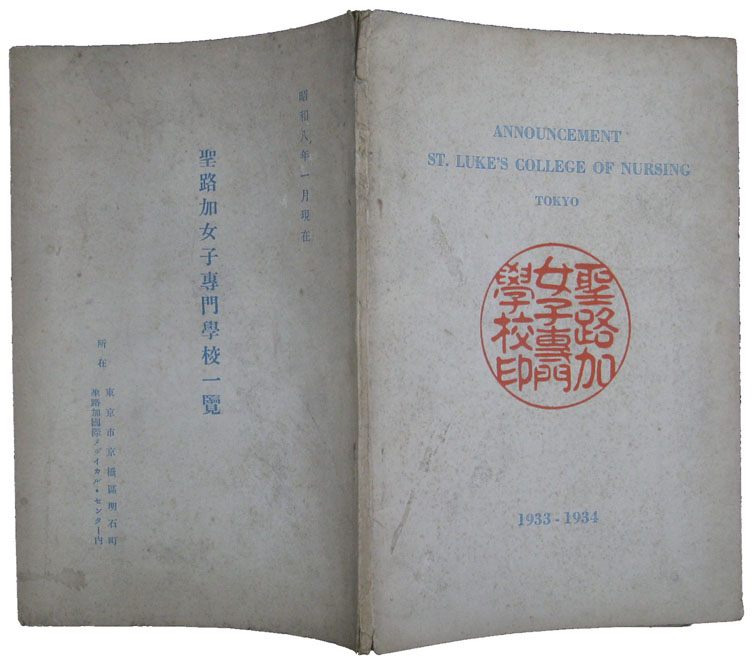 ANNOUNCEMENT
ST. LUKE'S COLLEGE OF NURSING
TOKYO
聖路加
女子專門
學校印
1933 - 1934
昭和八年一月現在
聖路加女子專門學校一覽
所在
東京市京橋區明石町
聖路加國際メディカル・センター内